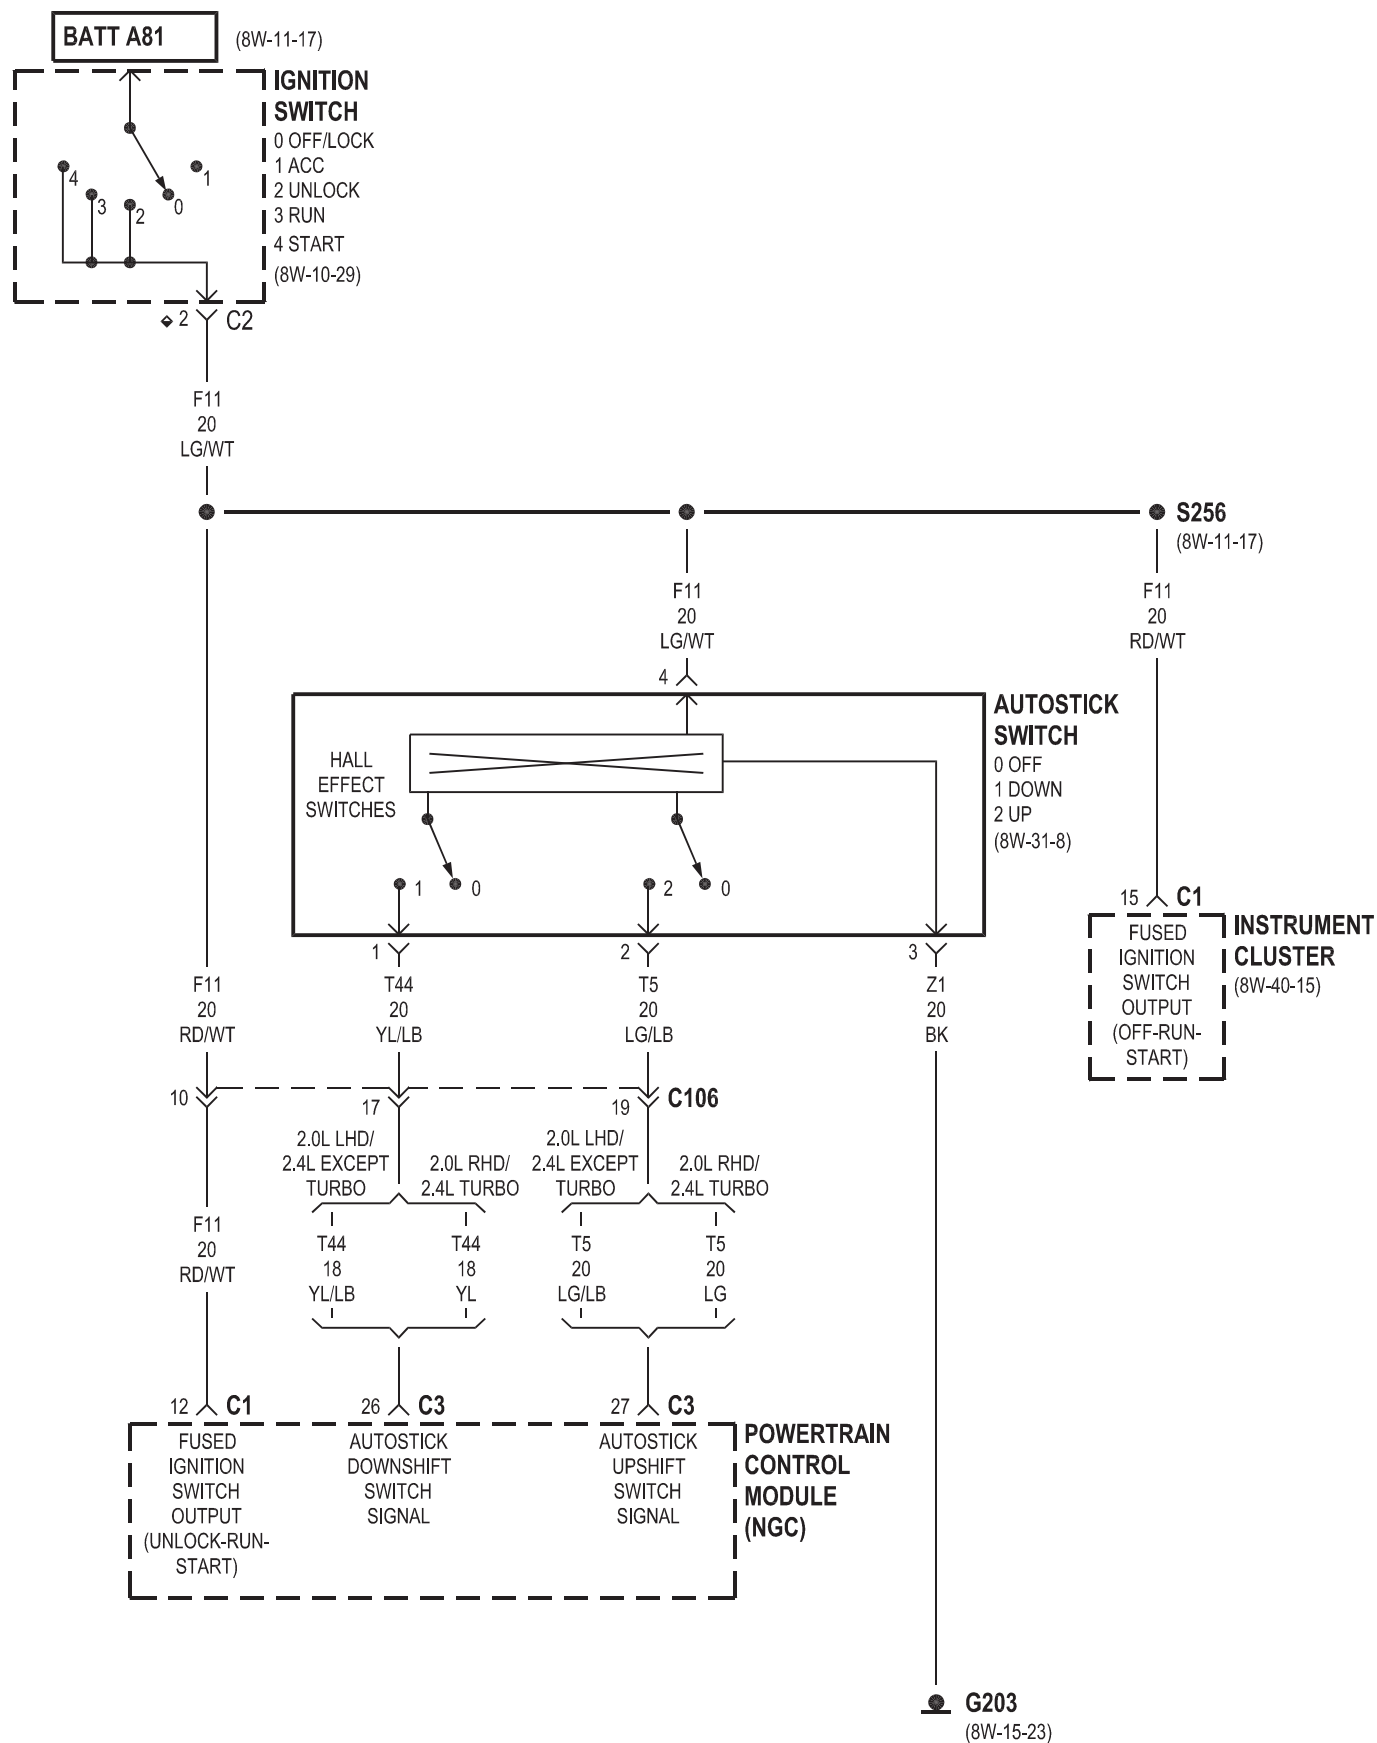 BATT A81
(8W-11-17)
IGNITION
SWITCH
0 OFF/LOCK
1 ACC
2 UNLOCK
3 RUN
4 START
(8W-10-29)
4
3
2
0
1
2
C2
F11
20
LG/WT
S256
(8W-11-17)
F11
20
LG/WT
F11
20
RD/WT
4
AUTOSTICK
SWITCH
0 OFF
1 DOWN
2 UP
(8W-31-8)
HALL
EFFECT
SWITCHES
1
0
2
0
15
C1
INSTRUMENT
CLUSTER
(8W-40-15)
FUSED
IGNITION
SWITCH
OUTPUT
(OFF-RUN-
START)
1
2
3
F11
20
RD/WT
T44
20
YL/LB
T5
20
LG/LB
Z1
20
BK
10
17
19
C106
2.0L LHD/
2.4L EXCEPT
TURBO
2.0L RHD/
2.4L TURBO
2.0L LHD/
2.4L EXCEPT
TURBO
2.0L RHD/
2.4L TURBO
F11
20
RD/WT
T44
18
YL/LB
T44
18
YL
T5
20
LG/LB
T5
20
LG
12
C1
26
C3
27
C3
FUSED
IGNITION
SWITCH
OUTPUT
(UNLOCK-RUN-
START)
AUTOSTICK
DOWNSHIFT
SWITCH
SIGNAL
AUTOSTICK
UPSHIFT
SWITCH
SIGNAL
POWERTRAIN
CONTROL
MODULE
(NGC)
G203
(8W-15-23)